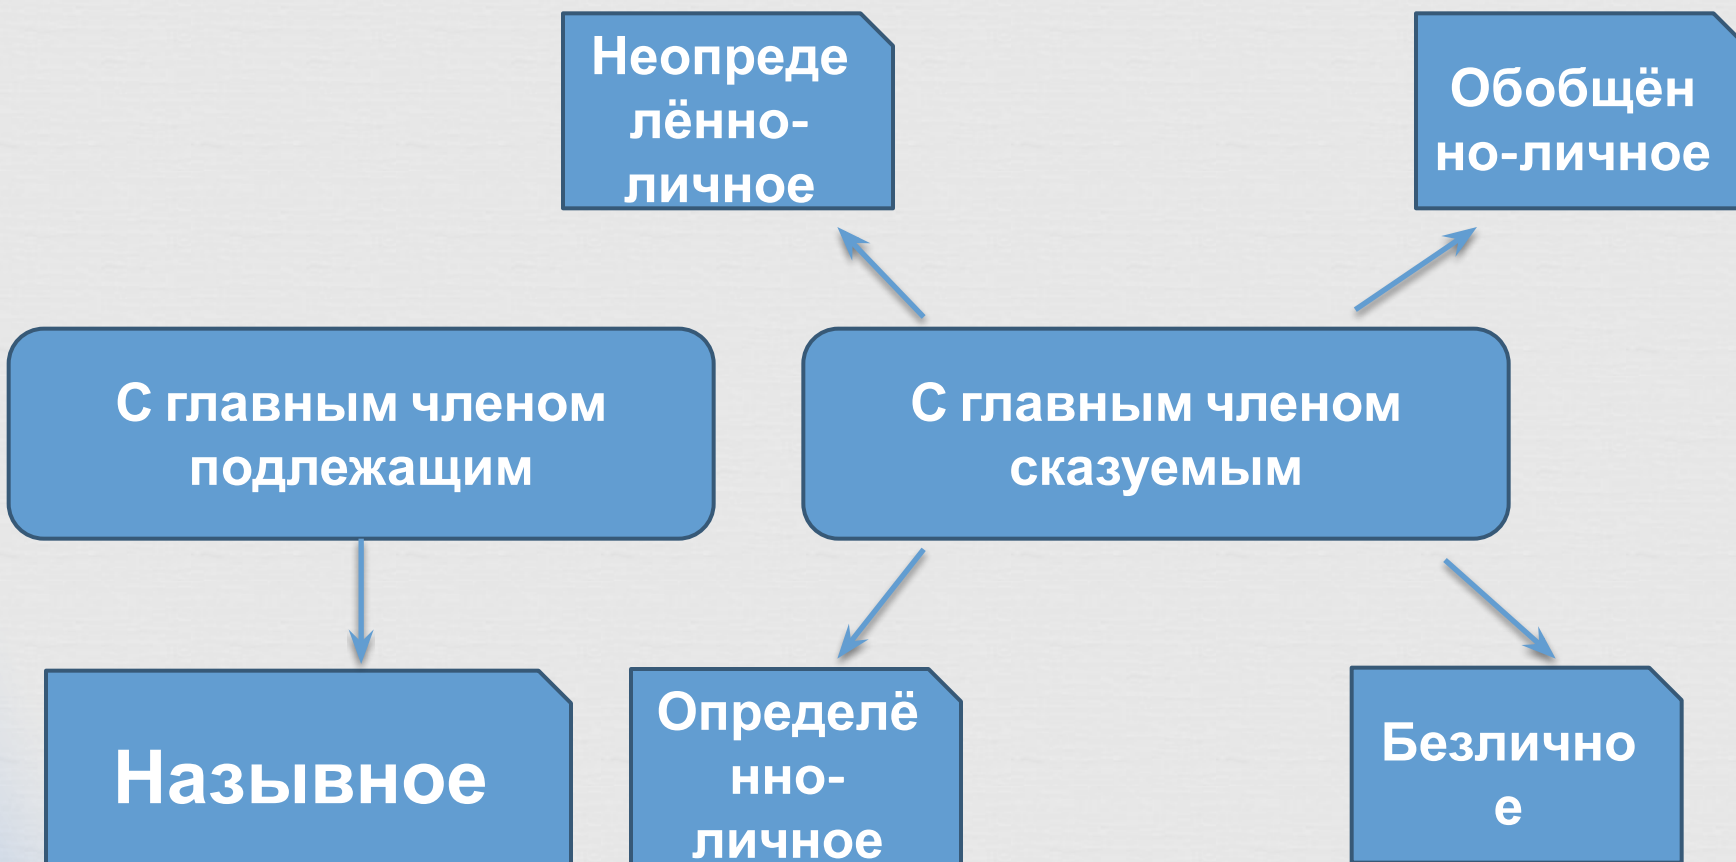 Неопреде
лённо-
личное
Обобщён
но-личное
С главным членом
подлежащим
С главным членом
сказуемым
Назывное
Определё
нно-
личное
Безлично
е